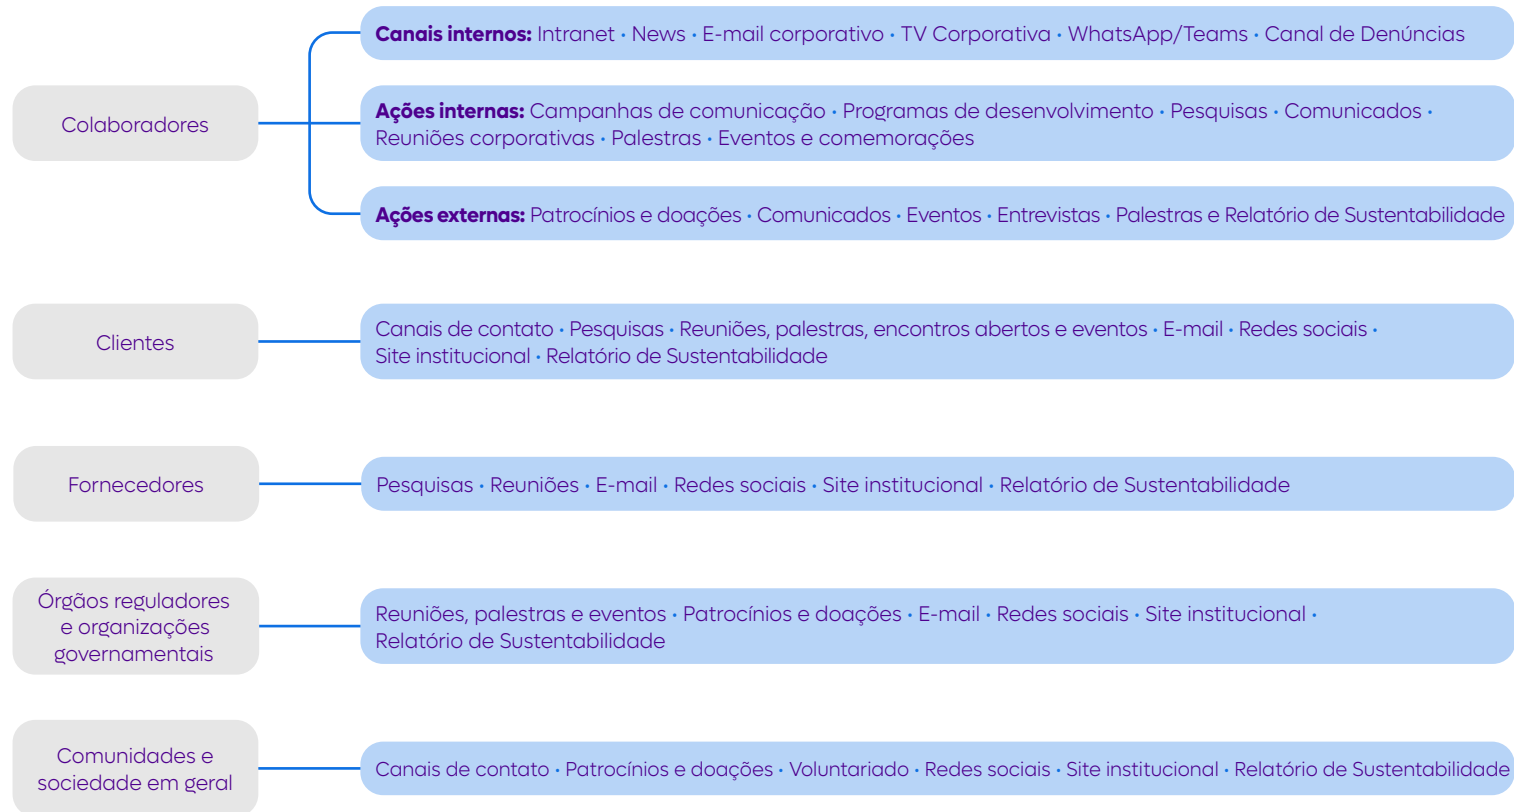 Colaboradores
Canais internos: Intranet • News • E-mail corporativo • TV Corporativa • WhatsApp/Teams • Canal de Denúncias
Ações internas: Campanhas de comunicação • Programas de desenvolvimento • Pesquisas • Comunicados •
Reuniões corporativas • Palestras • Eventos e comemorações
Ações externas: Patrocínios e doações • Comunicados • Eventos • Entrevistas • Palestras e Relatório de Sustentabilidade
Clientes
Canais de contato • Pesquisas • Reuniões, palestras, encontros abertos e eventos • E-mail • Redes sociais •
Site institucional • Relatório de Sustentabilidade
Fornecedores
Pesquisas • Reuniões • E-mail • Redes sociais • Site institucional • Relatório de Sustentabilidade
Órgãos reguladores
e organizações
governamentais
Reuniões, palestras e eventos • Patrocínios e doações • E-mail • Redes sociais • Site institucional •
Relatório de Sustentabilidade
Comunidades e
sociedade em geral
Canais de contato • Patrocínios e doações • Voluntariado • Redes sociais • Site institucional • Relatório de Sustentabilidade